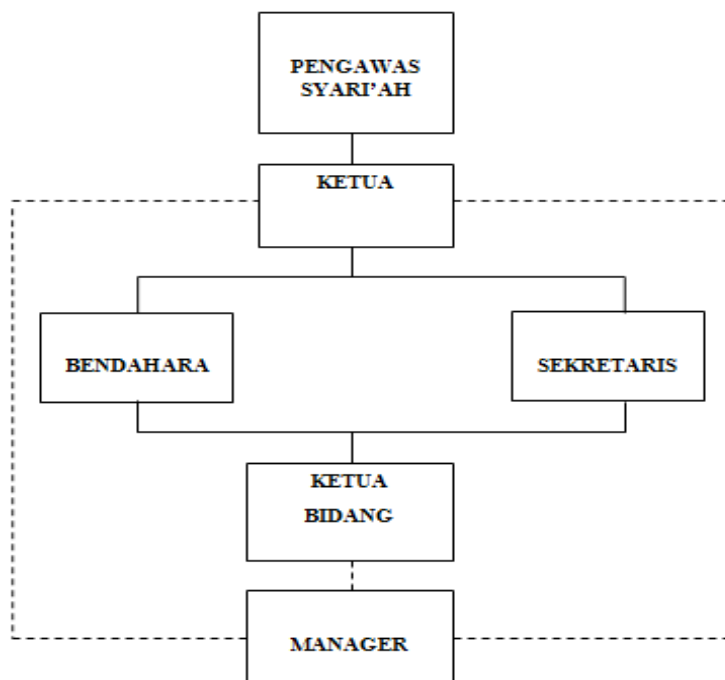 PENGAWAS
SYARI'AH
KETUA
BENDAHARA
SEKRETARIS
KETUA
BIDANG
MANAGER